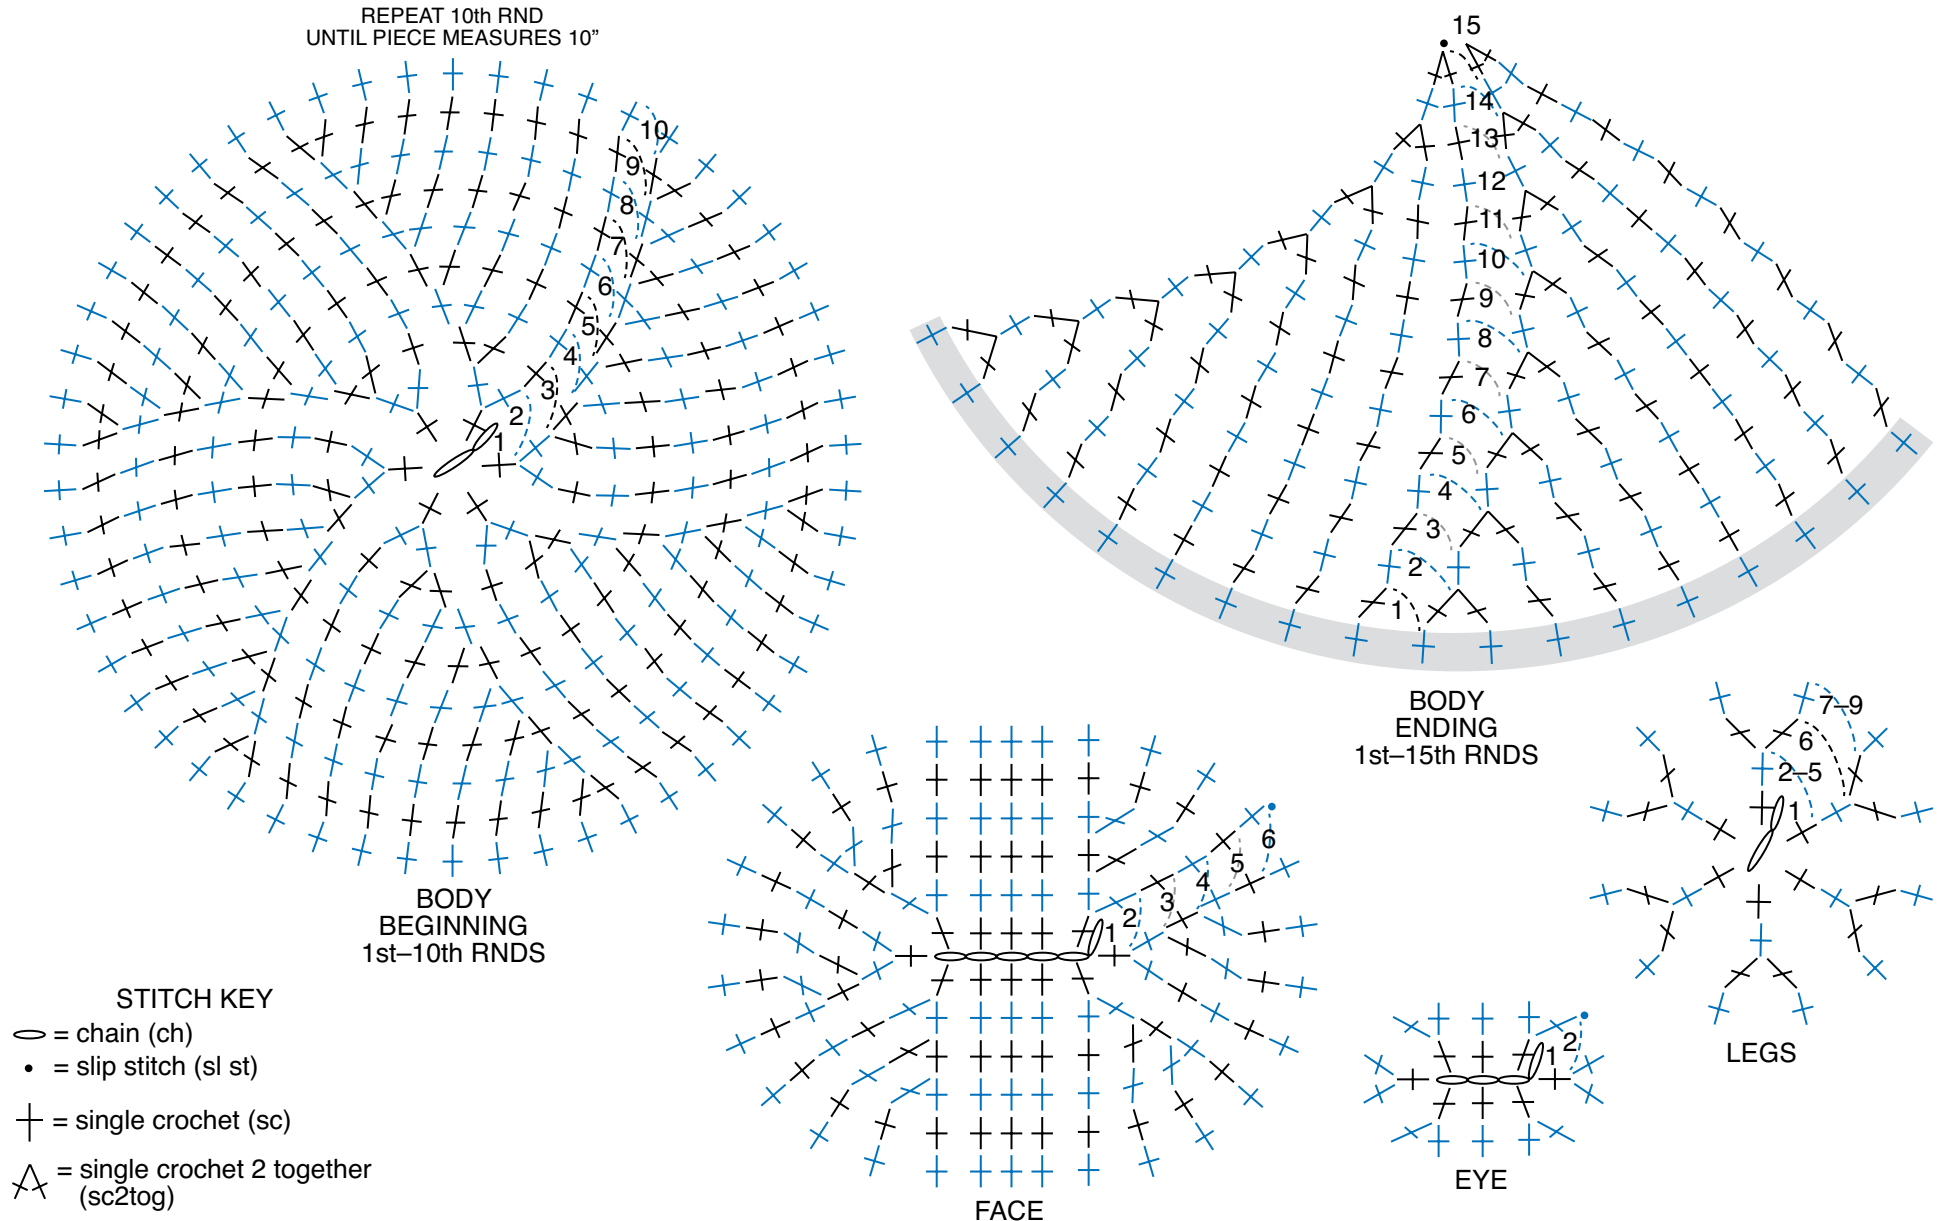 REPEAT 10th RND
UNTIL PIECE MEASURES 10”
10
9
8
7
6
5
4
3
2
1
BODY
BEGINNING
1st–10th RNDS
15
14
13
12
11
10
9
8
7
6
5
4
3
2
1
BODY
ENDING
1st–15th RNDS
7–9
6
2–5
1
LEGS
6
5
4
3
2
1
FACE
2
1
EYE
STITCH KEY
= chain (ch)
= slip stitch (sl st)
= single crochet (sc)
= single crochet 2 together
(sc2tog)